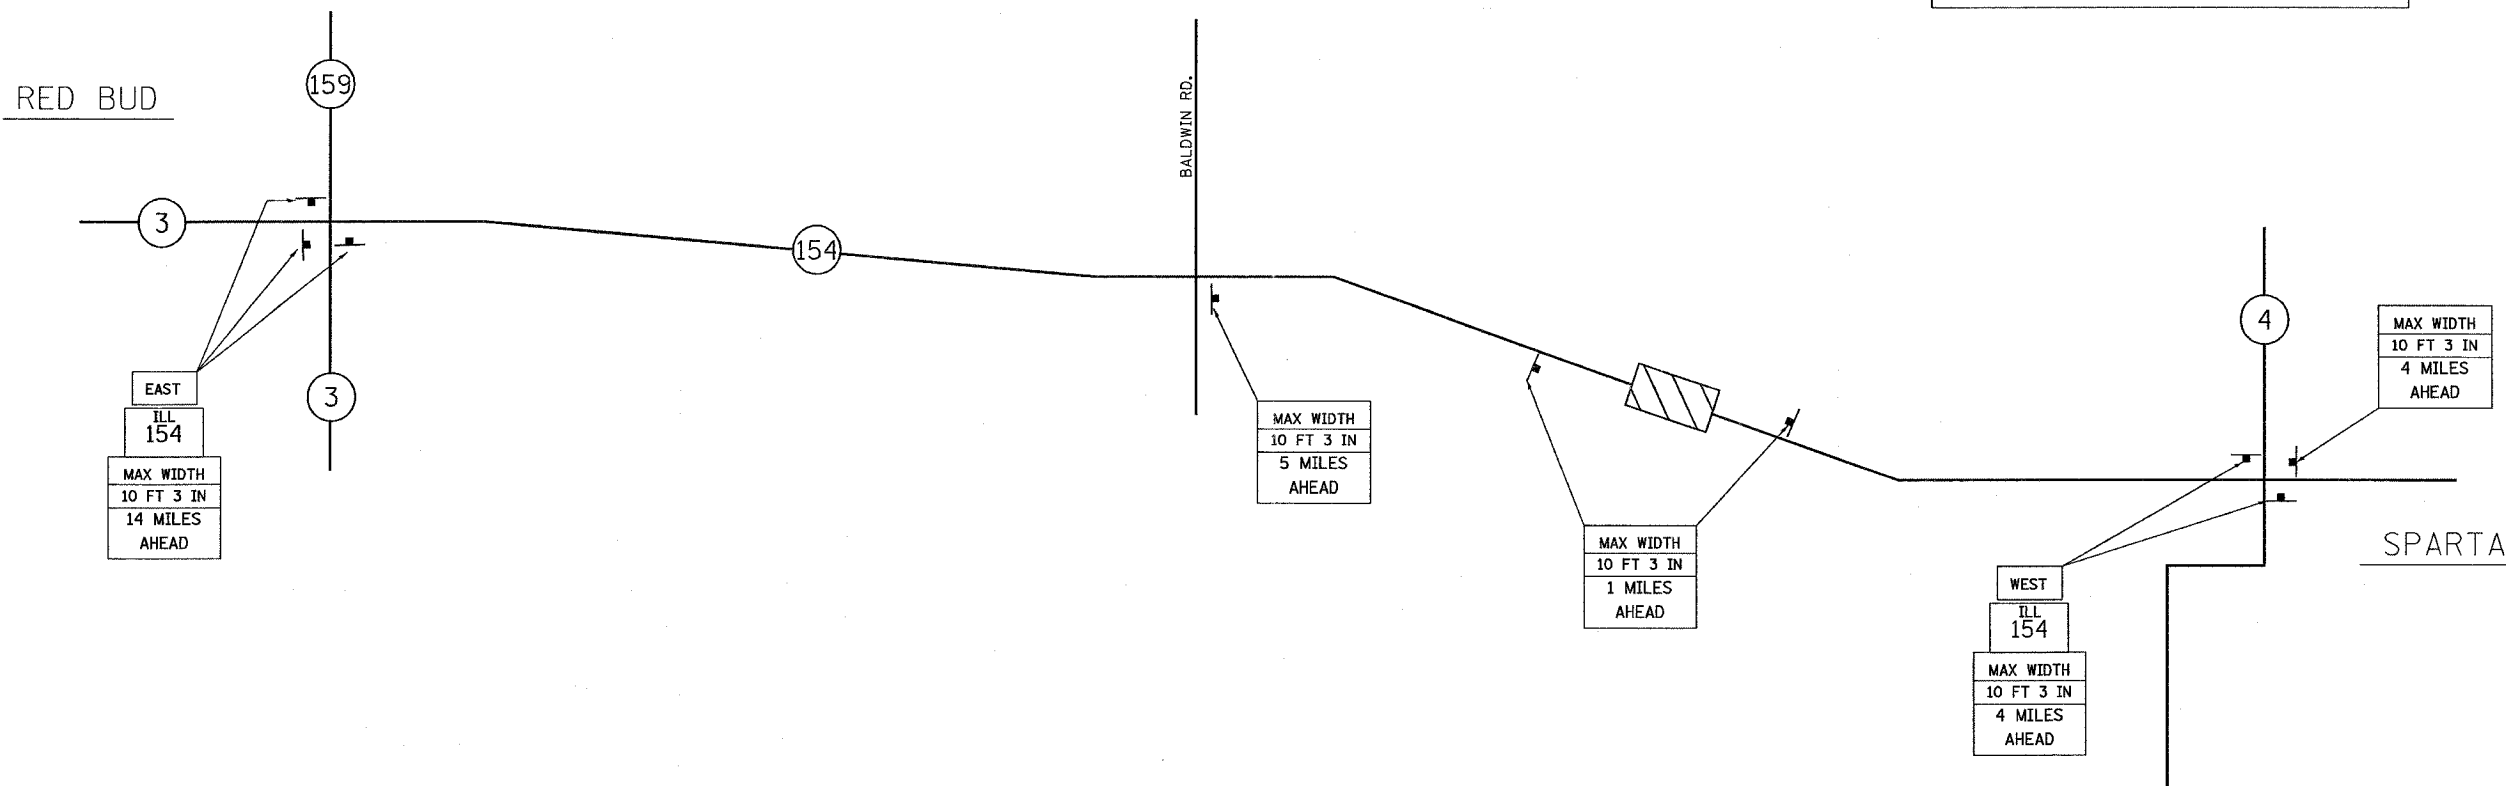 RED BUD
159
3
3
EAST
ILL
154
MAX WIDTH
10 FT 3 IN
14 MILES
AHEAD
154
BALDWIN RD.
MAX WIDTH
10 FT 3 IN
5 MILES
AHEAD
MAX WIDTH
10 FT 3 IN
1 MILES
AHEAD
4
MAX WIDTH
10 FT 3 IN
4 MILES
AHEAD
SPARTA
WEST
ILL
154
MAX WIDTH
10 FT 3 IN
4 MILES
AHEAD